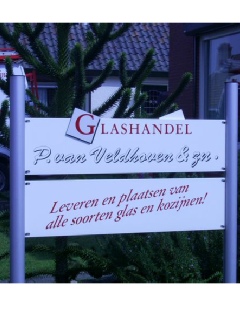 GLASHANDEL
P. van Veldhoven & zn.
Leveren en plaatsen van
alle soorten glas en kozijnen!